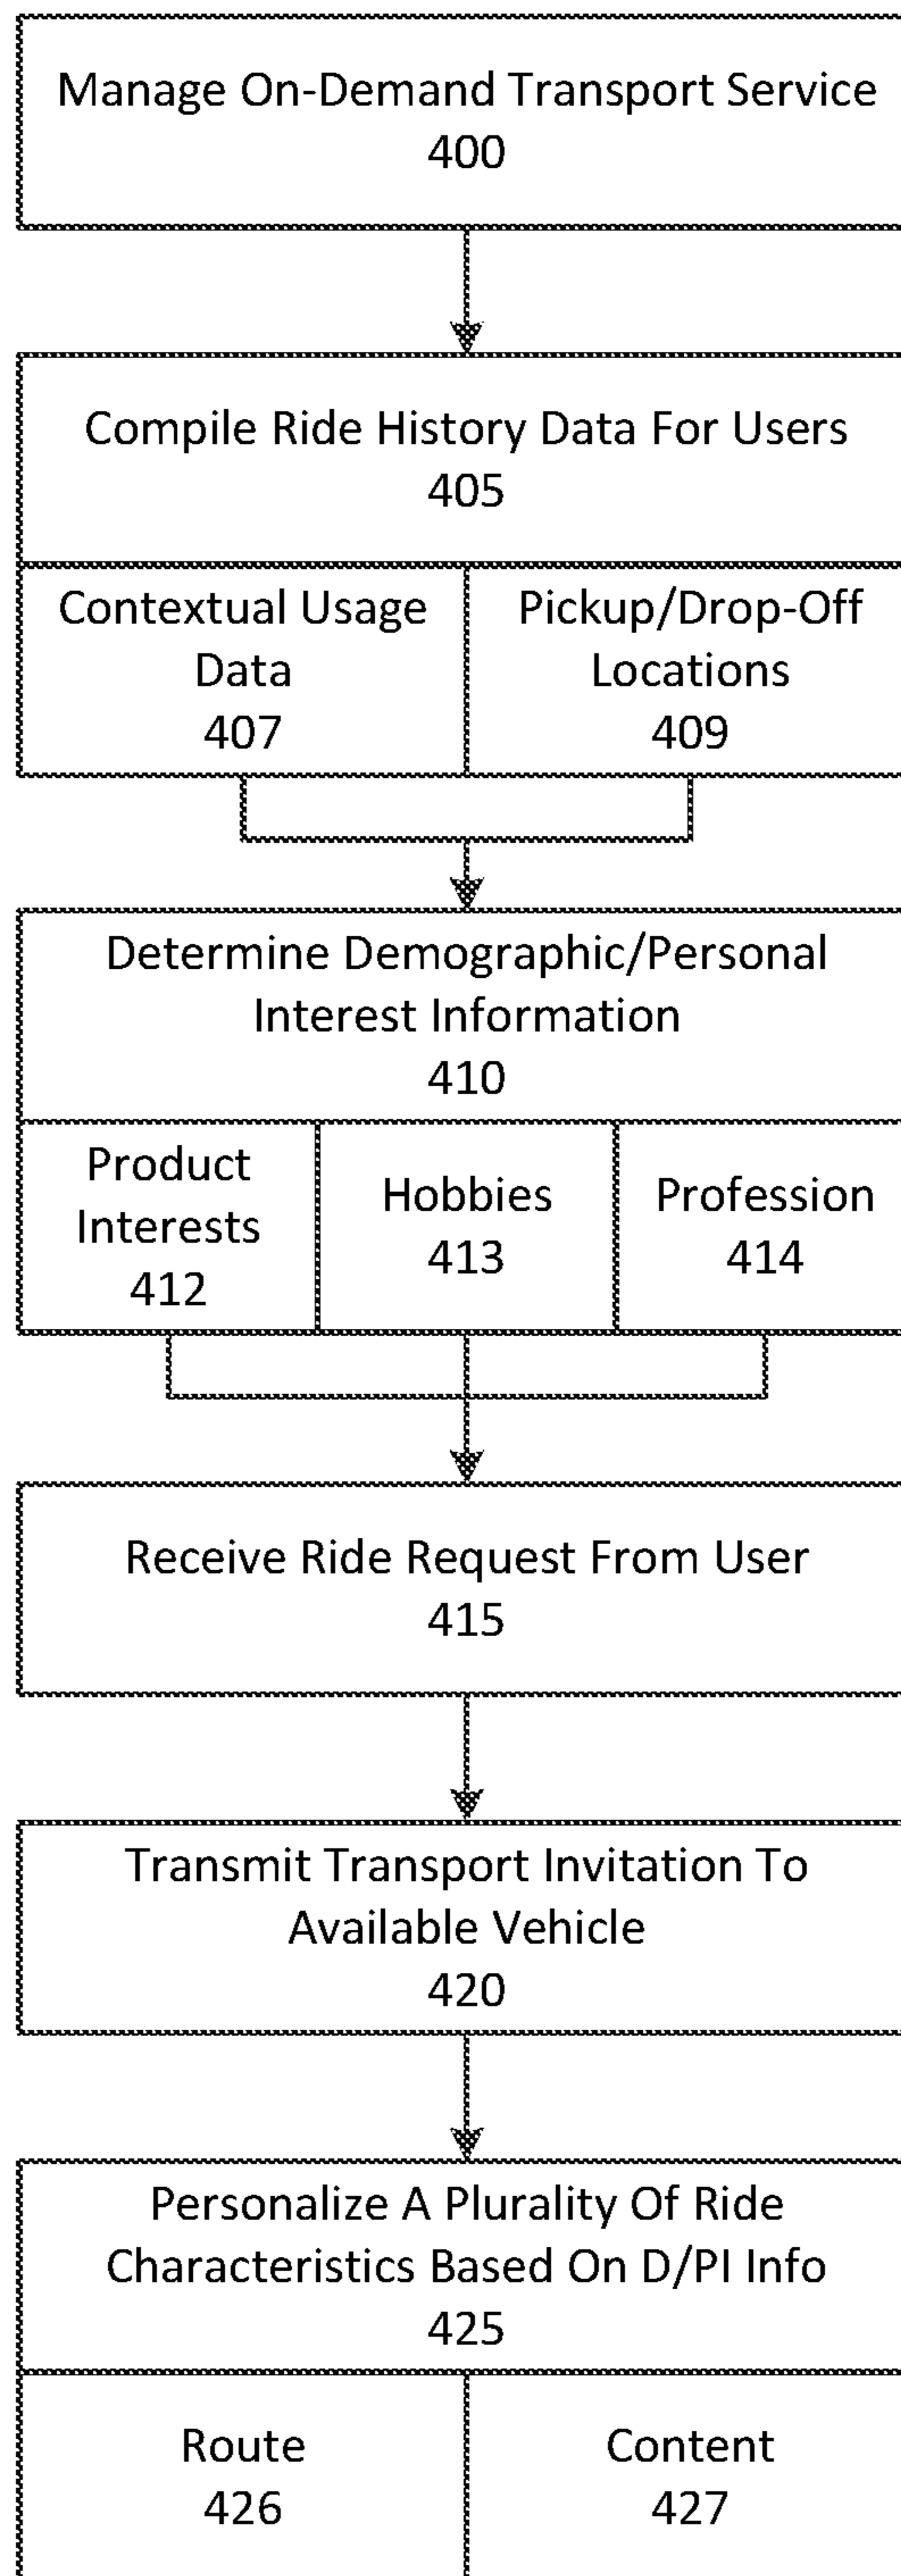 Manage On-Demand Transport Service
400
Compile Ride History Data For Users
405
Contextual Usage
Data
407
Pickup/Drop-Off
Locations
409
Determine Demographic/Personal
Interest Information
410
Product
Interests
412
Hobbies
413
Profession
414
Receive Ride Request From User
415
Transmit Transport Invitation To
Available Vehicle
420
Personalize A Plurality Of Ride
Characteristics Based On D/PI Info
425
Route
426
Content
427